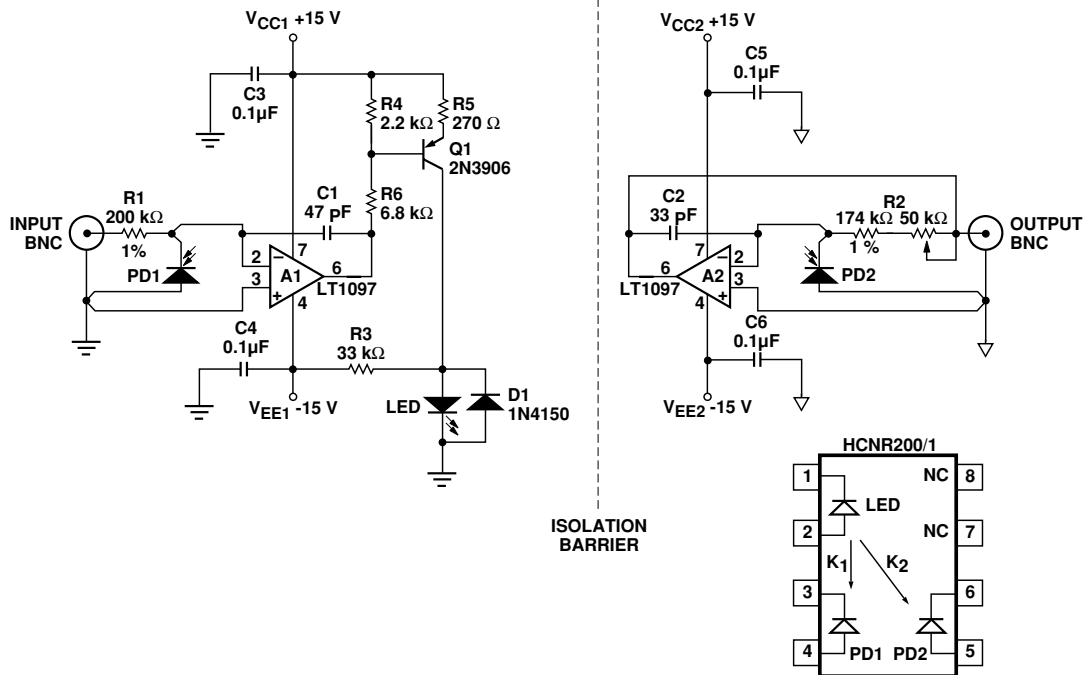 VCC1 +15 V
C3
0.1µF
R4
2.2 kΩ
R5
270 Ω
Q1
2N3906
R6
6.8 kΩ
C1
47 pF
R1
200 kΩ
1%
INPUT
BNC
PD1
2
3
7
6
4
–
+
A1
LT1097
C4
0.1µF
R3
33 kΩ
VEE1 -15 V
LED
D1
1N4150
ISOLATION
BARRIER
VCC2 +15 V
C5
0.1µF
C2
33 pF
R2
174 kΩ
50 kΩ
1 %
OUTPUT
BNC
7
6
2
3
4
–
+
A2
LT1097
PD2
C6
0.1µF
VEE2 -15 V
HCNR200/1
1
NC
8
LED
2
NC
7
K1
K2
3
6
4
PD1
PD2
5